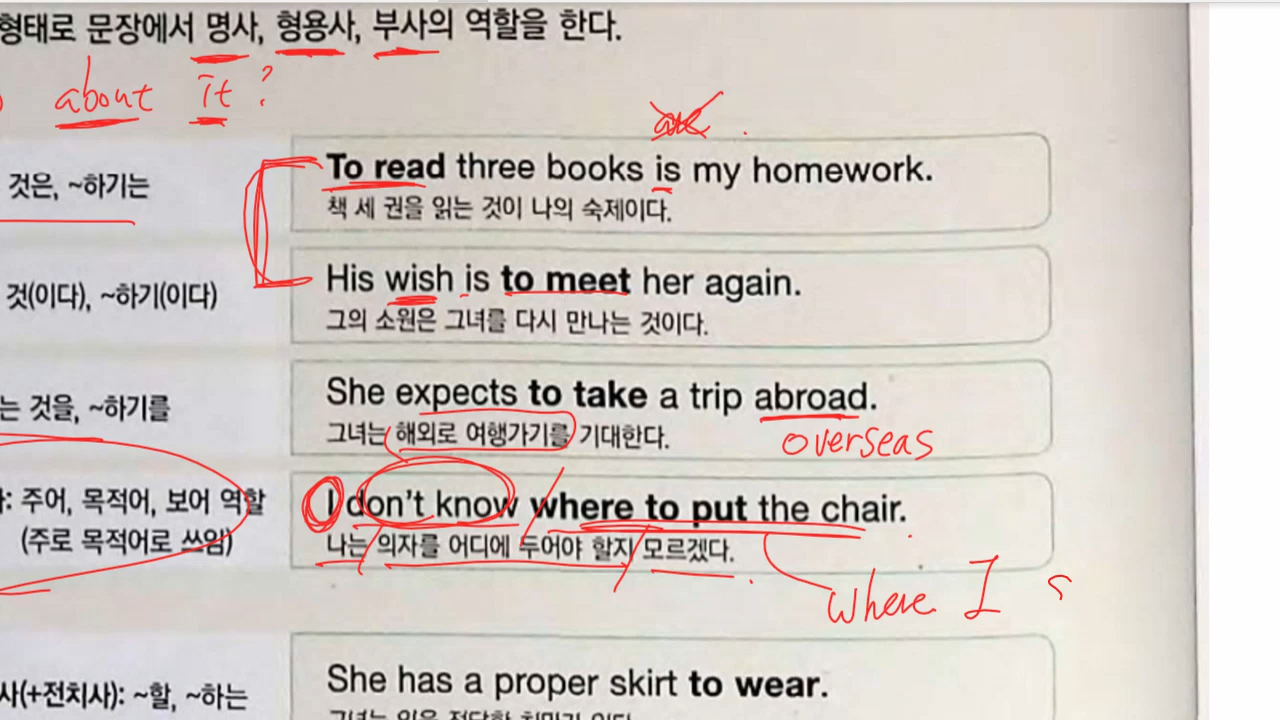 형태로 문장에서 명사, 형용사, 부사의 역할을 한다.
about it?
are
것은, ~하기는
To read three books is my homework.
책 세 권을 읽는 것이 나의 숙제이다.
것(이다), ~하기(이다)
His wish is to meet her again.
그의 소원은 그녀를 다시 만나는 것이다.
는 것을, ~하기를
She expects to take a trip abroad.
그녀는 해외로 여행가기를 기대한다.
overseas
: 주어, 목적어, 보어 역할
(주로 목적어로 쓰임)
I don't know where to put the chair.
나는 의자를 어디에 두어야 할지 모르겠다.
where I s
사(+전치사): ~할, ~하는
She has a proper skirt to wear.